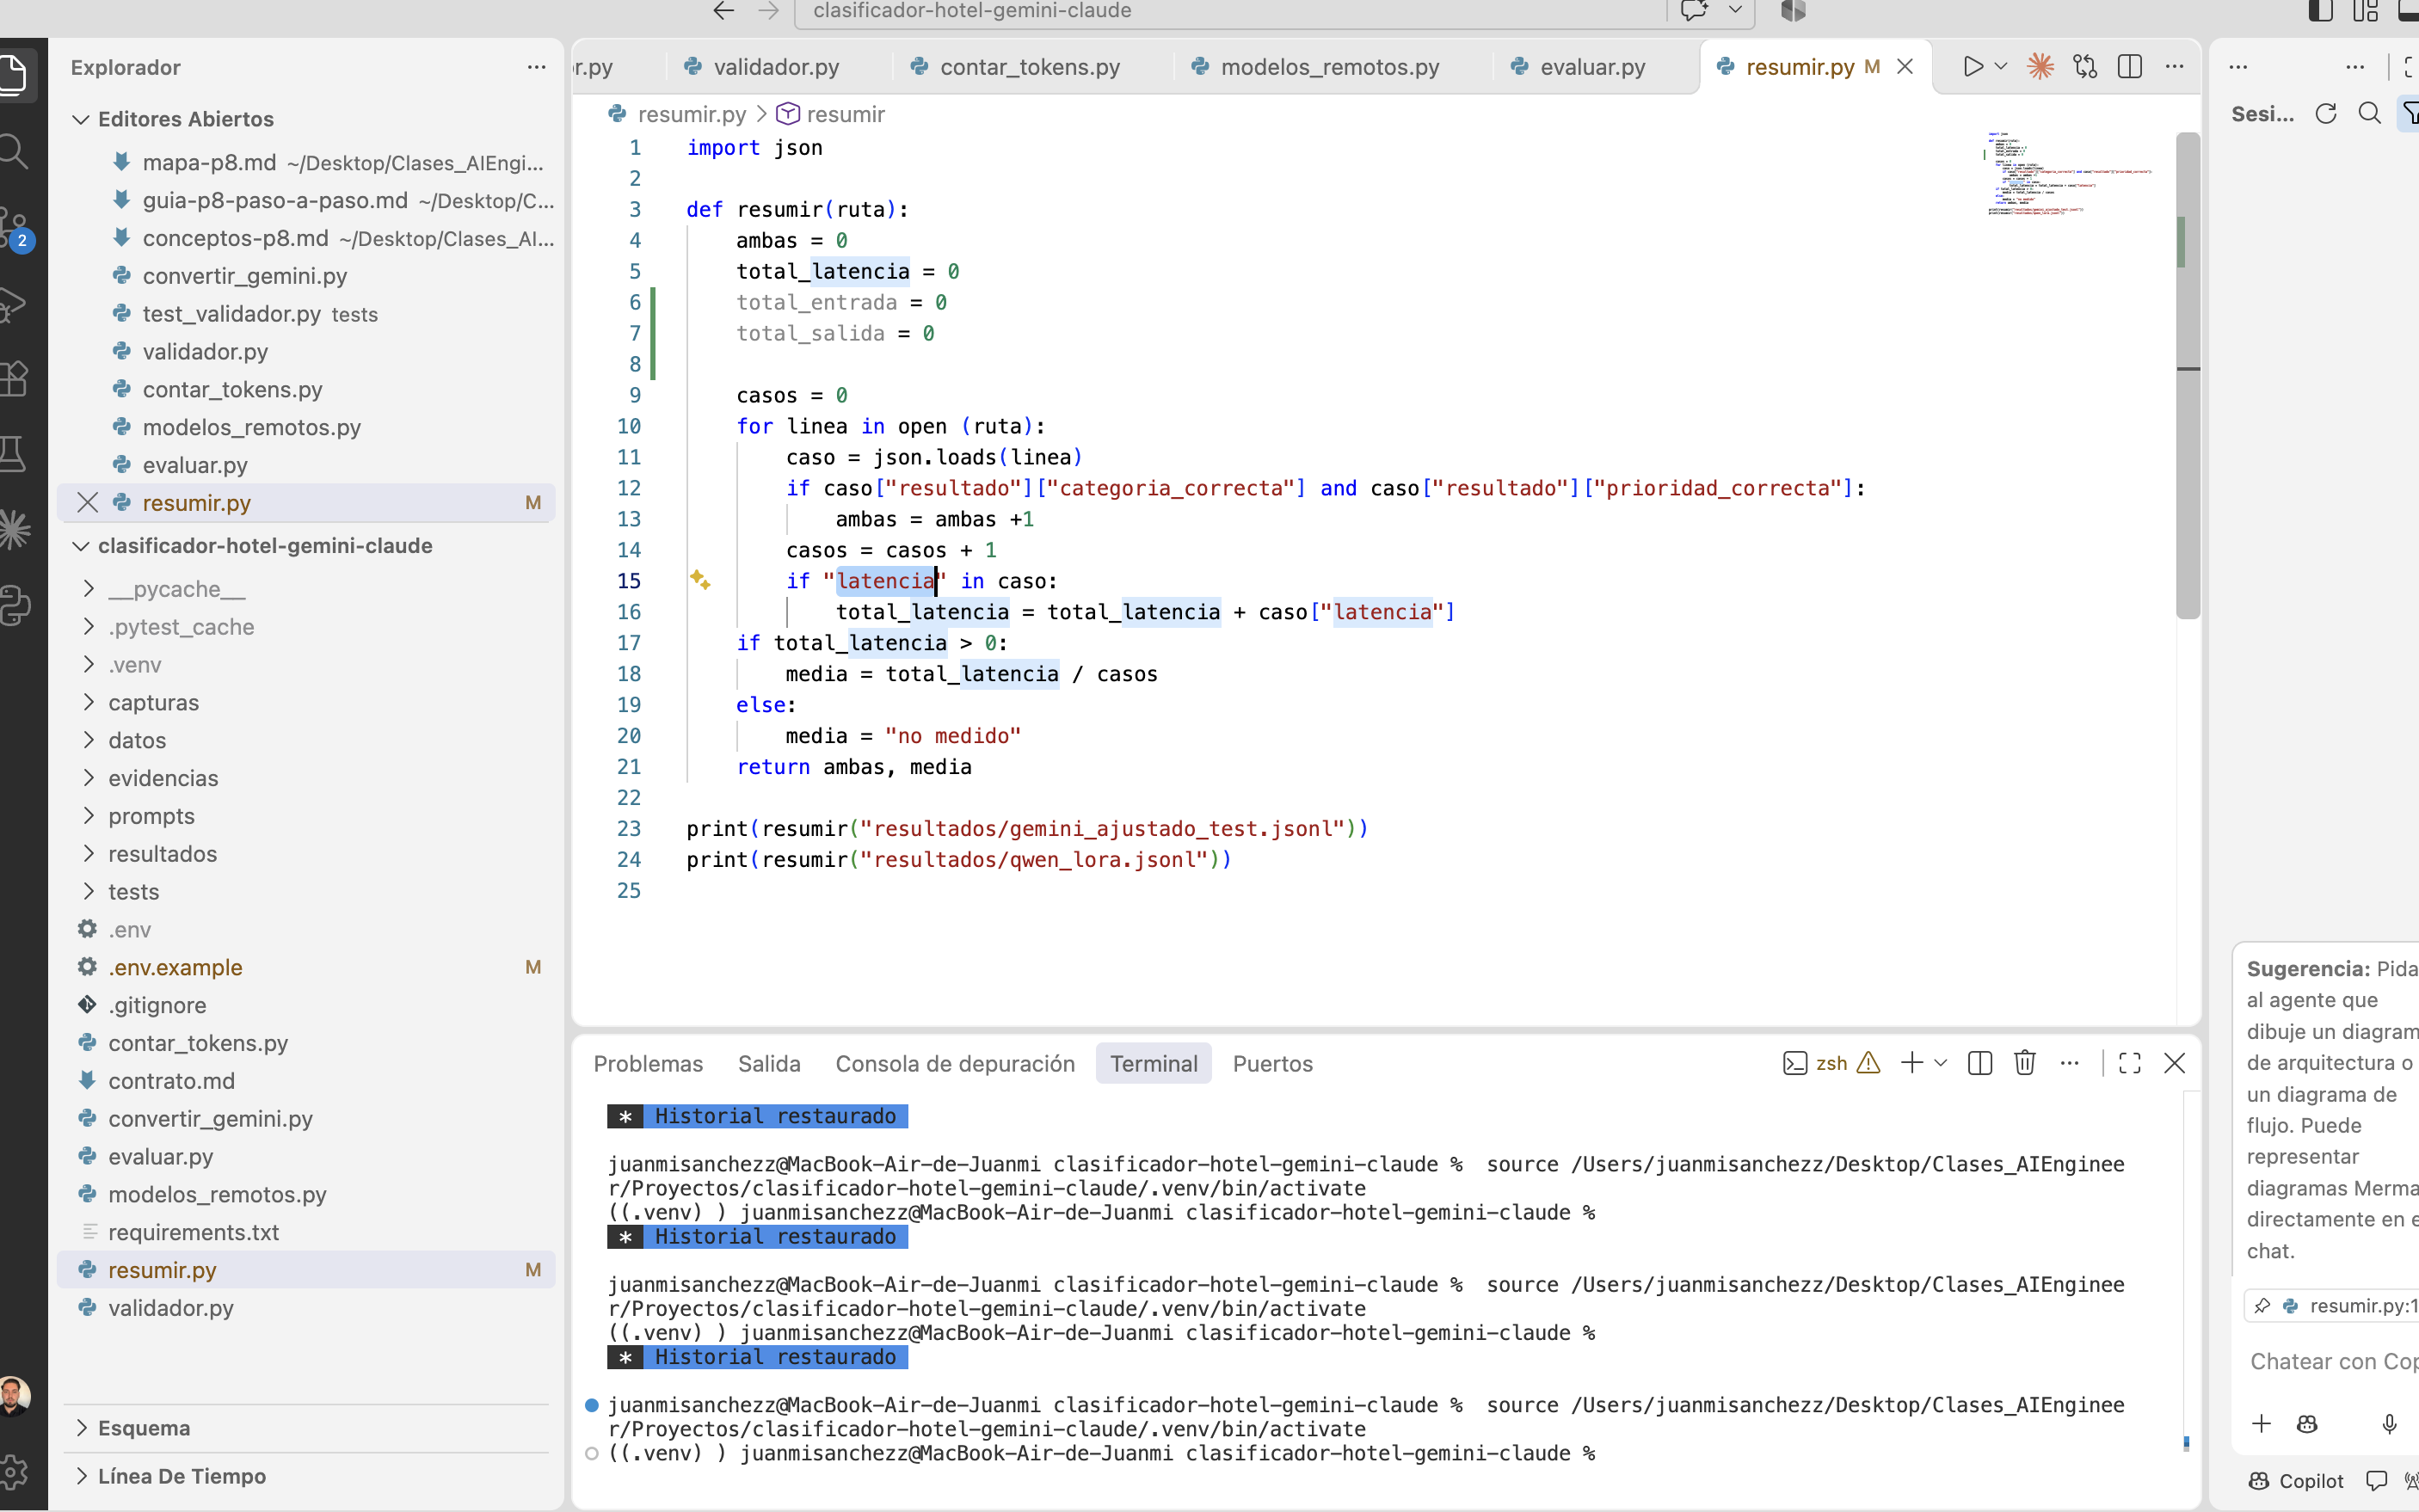 clasificador-hotel-gemini-claude
Explorador
Editores Abiertos
mapa-p8.md ~/Desktop/Clases_AIEngi...
guia-p8-paso-a-paso.md ~/Desktop/C...
conceptos-p8.md ~/Desktop/Clases_AI...
2
convertir_gemini.py
test_validador.py tests
validador.py
contar_tokens.py
modelos_remotos.py
evaluar.py
resumir.py M
clasificador-hotel-gemini-claude
__pycache__
.pytest_cache
.venv
capturas
datos
evidencias
prompts
resultados
tests
.env
.env.example M
.gitignore
contar_tokens.py
contrato.md
convertir_gemini.py
evaluar.py
modelos_remotos.py
requirements.txt
resumir.py M
validador.py
Esquema
Línea De Tiempo
r.py validador.py contar_tokens.py modelos_remotos.py evaluar.py resumir.py M
resumir.py > resumir
1 import json
2
3 def resumir(ruta):
4 ambas = 0
5 total_latencia = 0
6 total_entrada = 0
7 total_salida = 0
8
9 casos = 0
10 for linea in open (ruta):
11 caso = json.loads(linea)
12 if caso["resultado"]["categoria_correcta"] and caso["resultado"]["prioridad_correcta"]:
13 ambas = ambas +1
14 casos = casos + 1
15 if "latencia" in caso:
16 total_latencia = total_latencia + caso["latencia"]
17 if total_latencia > 0:
18 media = total_latencia / casos
19 else:
20 media = "no medido"
21 return ambas, media
22
23 print(resumir("resultados/gemini_ajustado_test.jsonl"))
24 print(resumir("resultados/qwen_lora.jsonl"))
25
Problemas Salida Consola de depuración Terminal Puertos zsh
* Historial restaurado
juanmisanchezz@MacBook-Air-de-Juanmi clasificador-hotel-gemini-claude % source /Users/juanmisanchezz/Desktop/Clases_AIEnginee
r/Proyectos/clasificador-hotel-gemini-claude/.venv/bin/activate
((.venv) ) juanmisanchezz@MacBook-Air-de-Juanmi clasificador-hotel-gemini-claude %
* Historial restaurado
juanmisanchezz@MacBook-Air-de-Juanmi clasificador-hotel-gemini-claude % source /Users/juanmisanchezz/Desktop/Clases_AIEnginee
r/Proyectos/clasificador-hotel-gemini-claude/.venv/bin/activate
((.venv) ) juanmisanchezz@MacBook-Air-de-Juanmi clasificador-hotel-gemini-claude %
* Historial restaurado
juanmisanchezz@MacBook-Air-de-Juanmi clasificador-hotel-gemini-claude % source /Users/juanmisanchezz/Desktop/Clases_AIEnginee
r/Proyectos/clasificador-hotel-gemini-claude/.venv/bin/activate
((.venv) ) juanmisanchezz@MacBook-Air-de-Juanmi clasificador-hotel-gemini-claude %
Sesi...
Sugerencia: Pida
al agente que
dibuje un diagram
de arquitectura o
un diagrama de
flujo. Puede
representar
diagramas Merma
directamente en e
chat.
resumir.py:1
Chatear con Cop
Copilot